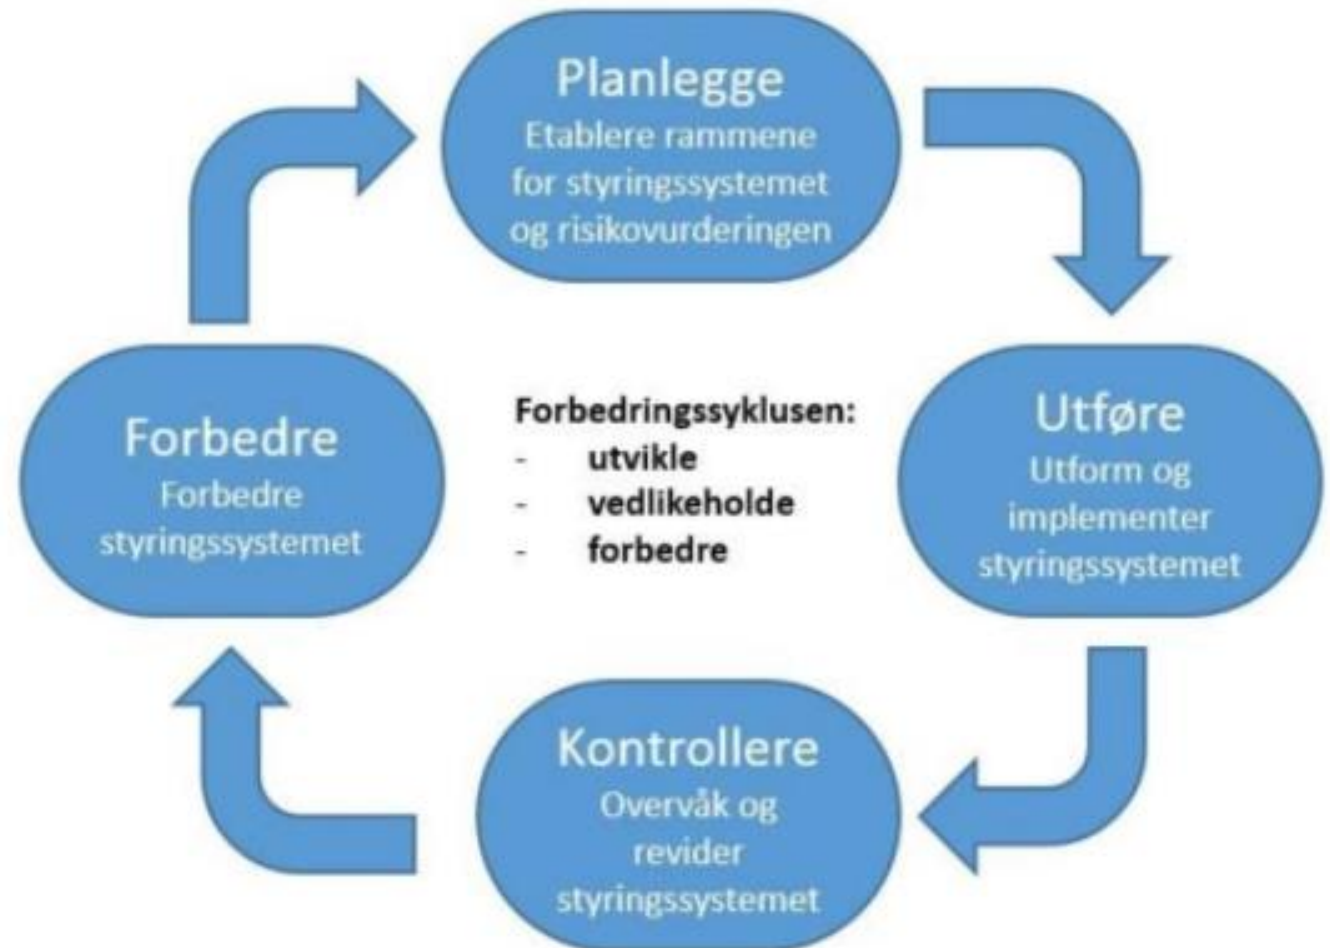 Planlegge
Etablere rammene
for styringssystemet
og risikovurderingen
Utføre
Utform og
implementer
styringssystemet
Kontrollere
Overvåk og
revider
styringssystemet
Forbedre
Forbedre
styringssystemet
Forbedringssyklusen:
- utvikle
- vedlikeholde
- forbedre